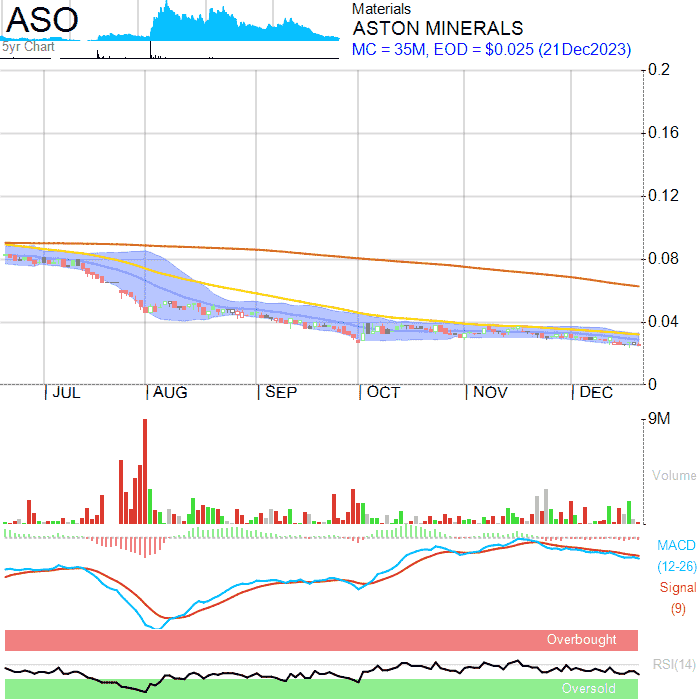 ASO
5yr Chart
Materials
ASTON MINERALS
MC = 35M, EOD = $0.025 (21Dec2023)
0.2
0.16
0.12
0.08
0.04
0
JUL AUG SEP OCT NOV DEC
9M
Volume
MACD
(12-26)
Signal
(9)
Overbought
RSI(14)
Oversold